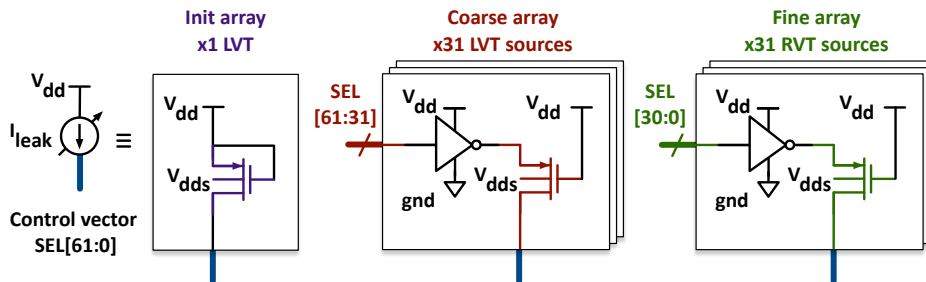 Init array
x1 LVT
Coarse array
x31 LVT sources
Fine array
x31 RVT sources
Vdd
Ileak
≡
Control vector
SEL[61:0]
Vdd
Vdds
SEL
[61:31]
Vdd
Vdd
Vdds
gnd
SEL
[30:0]
Vdd
Vdd
Vdds
gnd